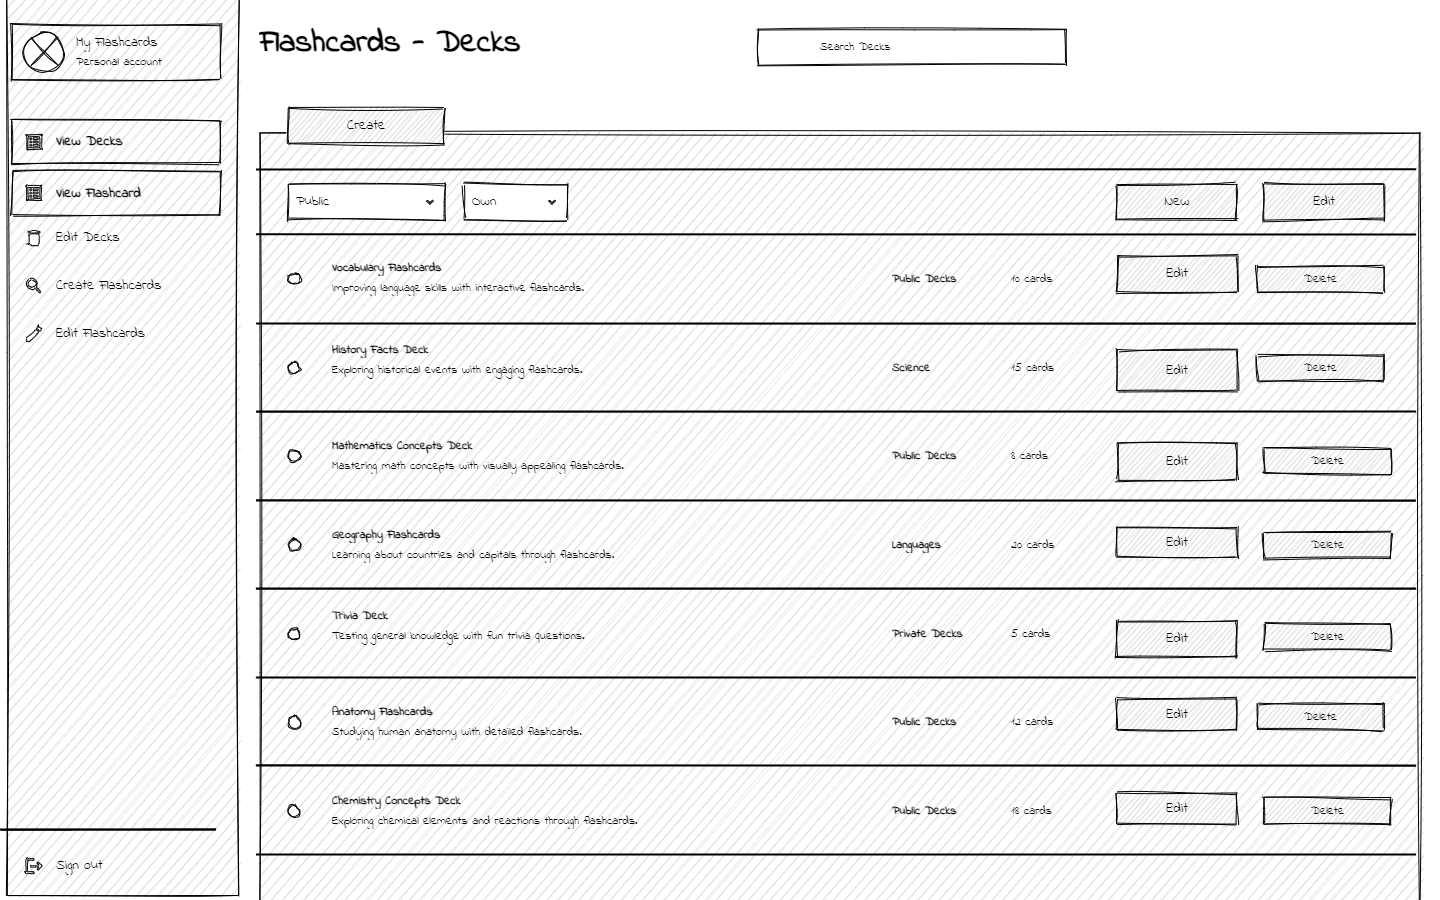 My Flashcards
Personal account
View Decks
View Flashcard
Edit Decks
Create Flashcards
Edit Flashcards
Sign out
Flashcards - Decks
Search Decks
Create
Public
Own
New
Edit
Vocabulary Flashcards
Improving language skills with interactive flashcards.
Public Decks
10 cards
Edit
Delete
History Facts Deck
Exploring historical events with engaging flashcards.
Science
15 cards
Edit
Delete
Mathematics Concepts Deck
Mastering math concepts with visually appealing flashcards.
Public Decks
8 cards
Edit
Delete
Geography Flashcards
Learning about countries and capitals through flashcards.
Languages
20 cards
Edit
Delete
Trivia Deck
Testing general knowledge with fun trivia questions.
Private Decks
5 cards
Edit
Delete
Anatomy Flashcards
Studying human anatomy with detailed flashcards.
Public Decks
12 cards
Edit
Delete
Chemistry Concepts Deck
Exploring chemical elements and reactions through flashcards.
Public Decks
18 cards
Edit
Delete